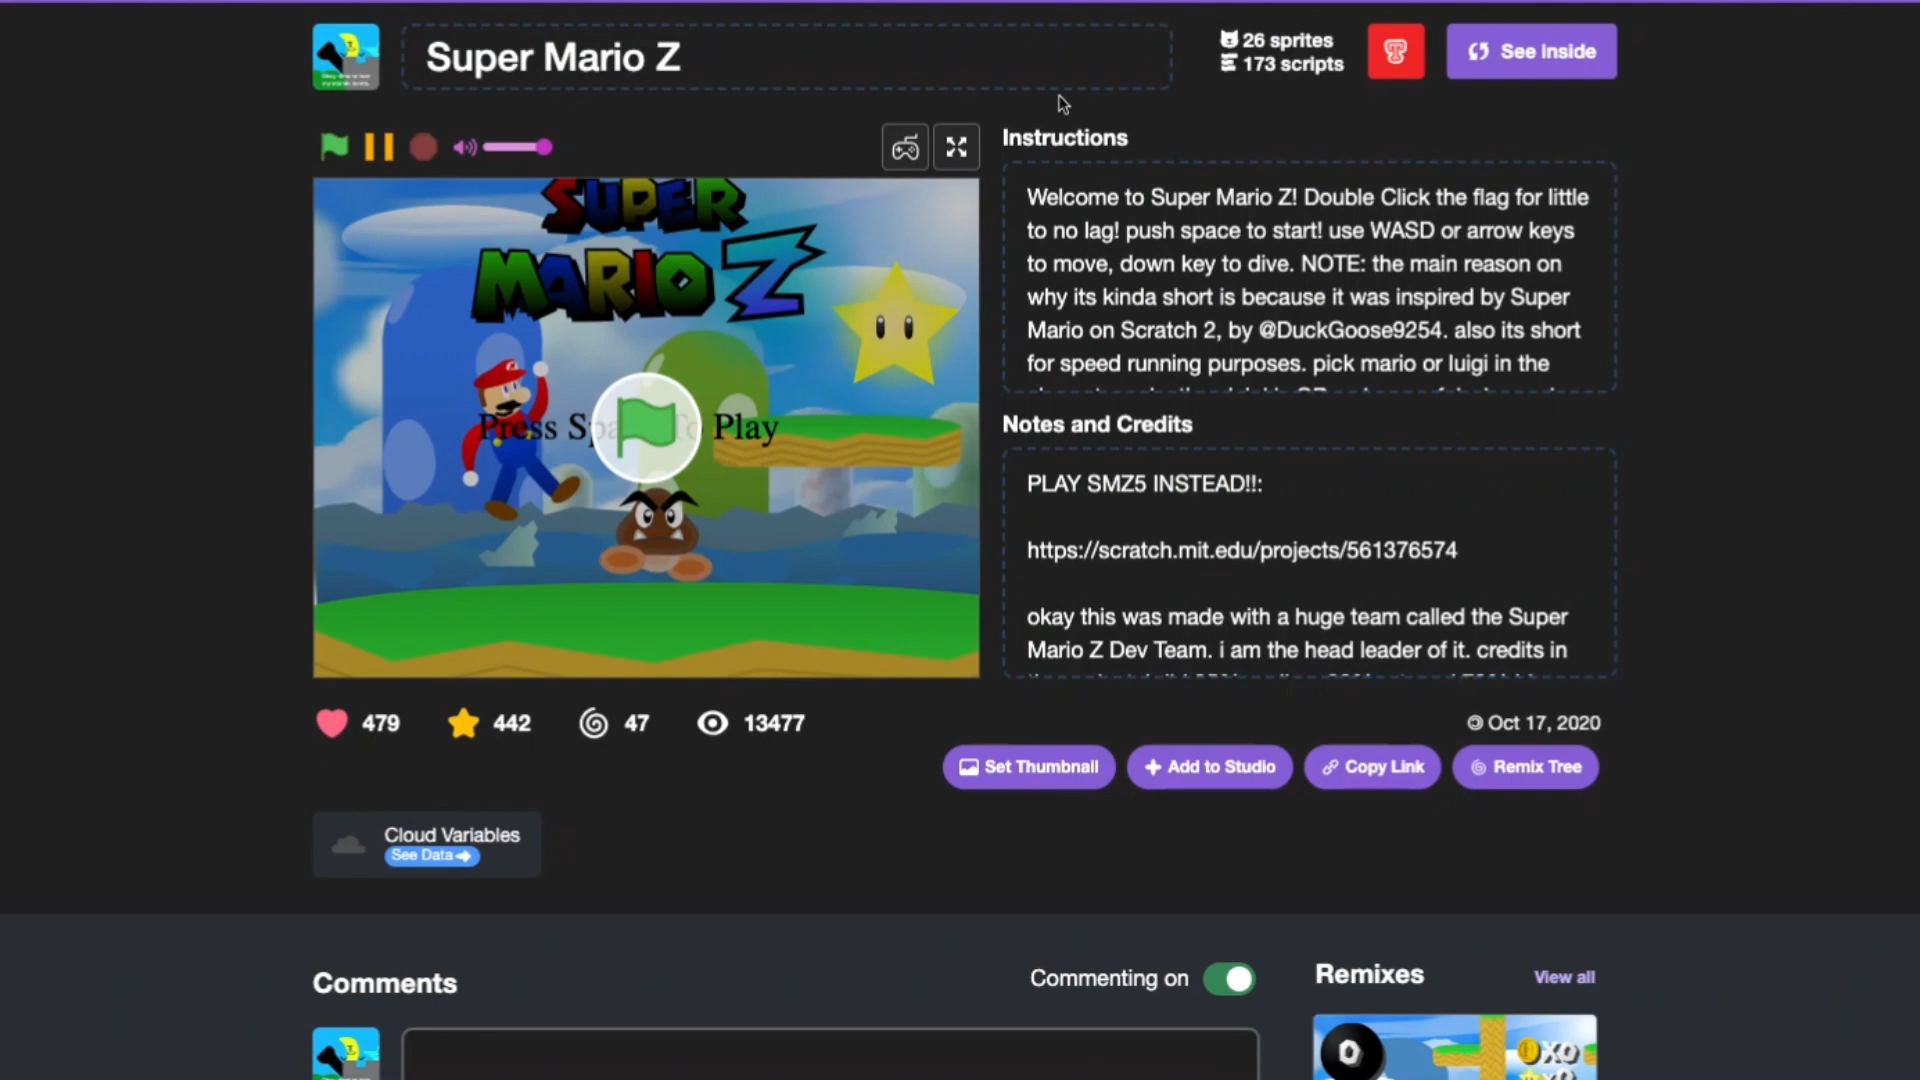 Super Mario Z
26 sprites
173 scripts
See inside
SUPER
MARIO Z
Press Space To Play
Instructions
Welcome to Super Mario Z! Double Click the flag for little
to no lag! push space to start! use WASD or arrow keys
to move, down key to dive. NOTE: the main reason on
why its kinda short is because it was inspired by Super
Mario on Scratch 2, by @DuckGoose9254. also its short
for speed running purposes. pick mario or luigi in the
Notes and Credits
PLAY SMZ5 INSTEAD!!:
https://scratch.mit.edu/projects/561376574
okay this was made with a huge team called the Super
Mario Z Dev Team. i am the head leader of it. credits in
479
442
47
13477
© Oct 17, 2020
Set Thumbnail
Add to Studio
Copy Link
Remix Tree
Cloud Variables
See Data
Comments
Commenting on
Remixes
View all
0
X0